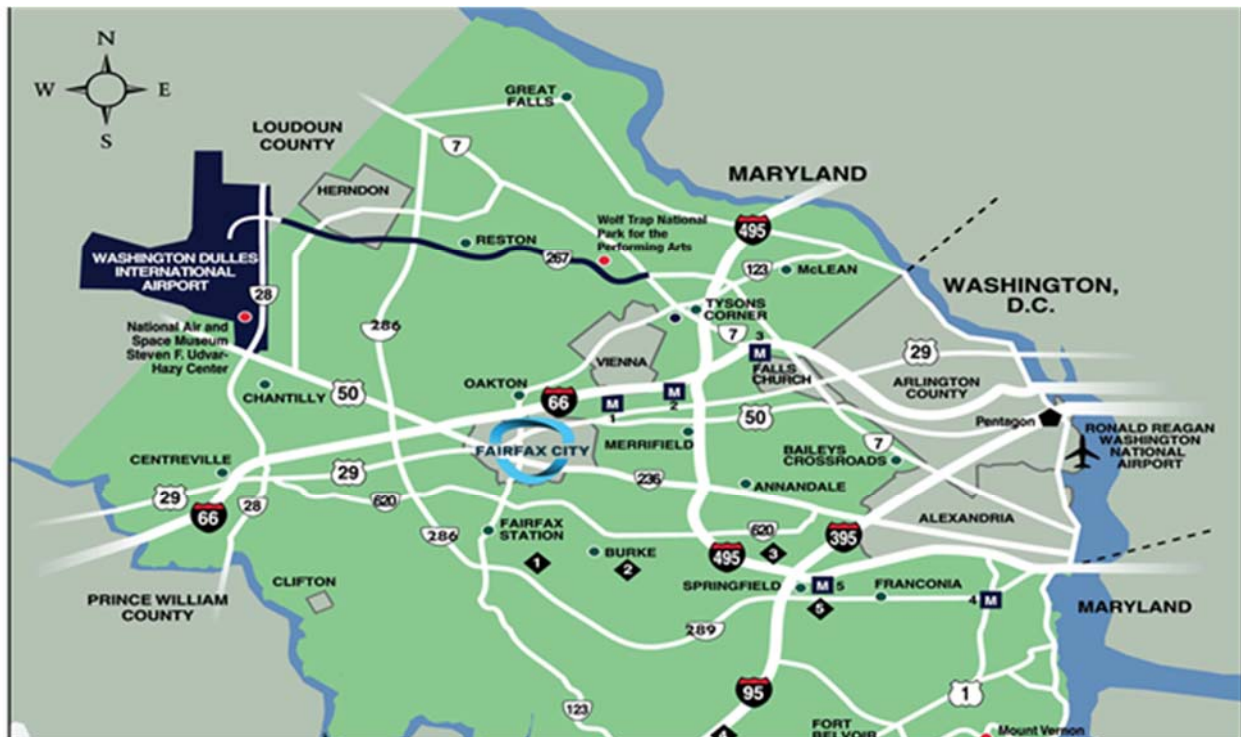 N
W
E
S
GREAT
FALLS
LOUDOUN
COUNTY
7
HERNDON
MARYLAND
495
Wolf Trap National
Park for the
Performing Arts
RESTON
267
WASHINGTON DULLES
INTERNATIONAL
AIRPORT
28
123
McLEAN
WASHINGTON,
D.C.
TYSONS
CORNER
National Air and
Space Museum
Steven F. Udvar-
Hazy Center
286
7
3
M
29
VIENNA
FALLS
CHURCH
ARLINGTON
COUNTY
CHANTILLY
50
OAKTON
66
M
1
M
2
50
MERRIFIELD
Pentagon
RONALD REAGAN
WASHINGTON
NATIONAL
AIRPORT
FAIRFAX CITY
7
BAILEYS
CROSSROADS
CENTREVILLE
29
236
ANNANDALE
29
66
28
620
286
FAIRFAX
STATION
620
395
ALEXANDRIA
1
BURKE
2
495
3
CLIFTON
SPRINGFIELD
M
5
FRANCONIA
4
M
PRINCE WILLIAM
COUNTY
MARYLAND
289
95
1
123
FORT
BELVOIR
Mount Vernon
4